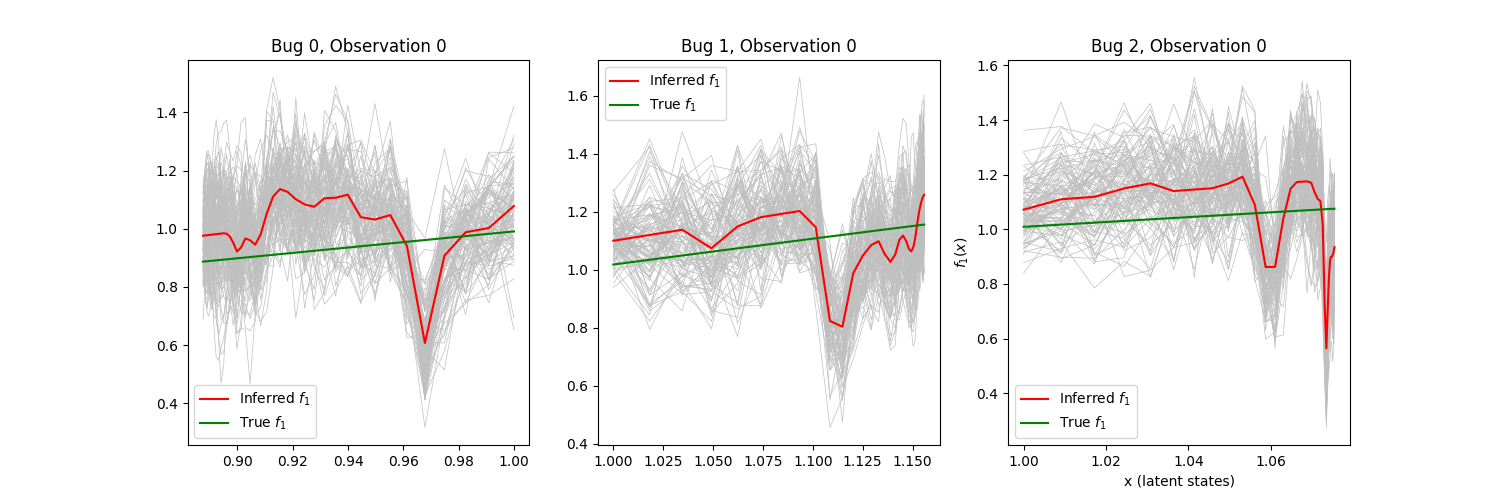 Bug 0, Observation 0
1.4
1.2
1.0
0.8
0.6
0.4
0.90 0.92 0.94 0.96 0.98 1.00
Inferred f₁
True f₁
Bug 1, Observation 0
1.6
1.4
1.2
1.0
0.8
0.6
0.4
1.000 1.025 1.050 1.075 1.100 1.125 1.150
Inferred f₁
True f₁
Bug 2, Observation 0
f₁(x)
1.6
1.4
1.2
1.0
0.8
0.6
0.4
1.00 1.02 1.04 1.06
x (latent states)
Inferred f₁
True f₁